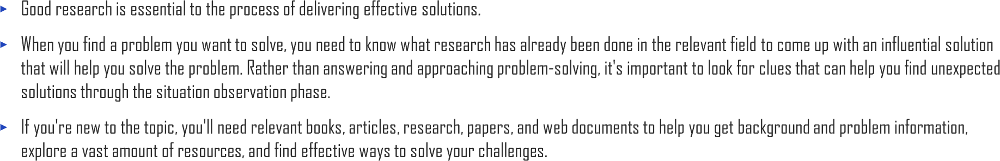 ▸ Good research is essential to the process of delivering effective solutions.
▸ When you find a problem you want to solve, you need to know what research has already been done in the relevant field to come up with an influential solution
that will help you solve the problem. Rather than answering and approaching problem-solving, it's important to look for clues that can help you find unexpected
solutions through the situation observation phase.
▸ If you're new to the topic, you'll need relevant books, articles, research, papers, and web documents to help you get background and problem information,
explore a vast amount of resources, and find effective ways to solve your challenges.